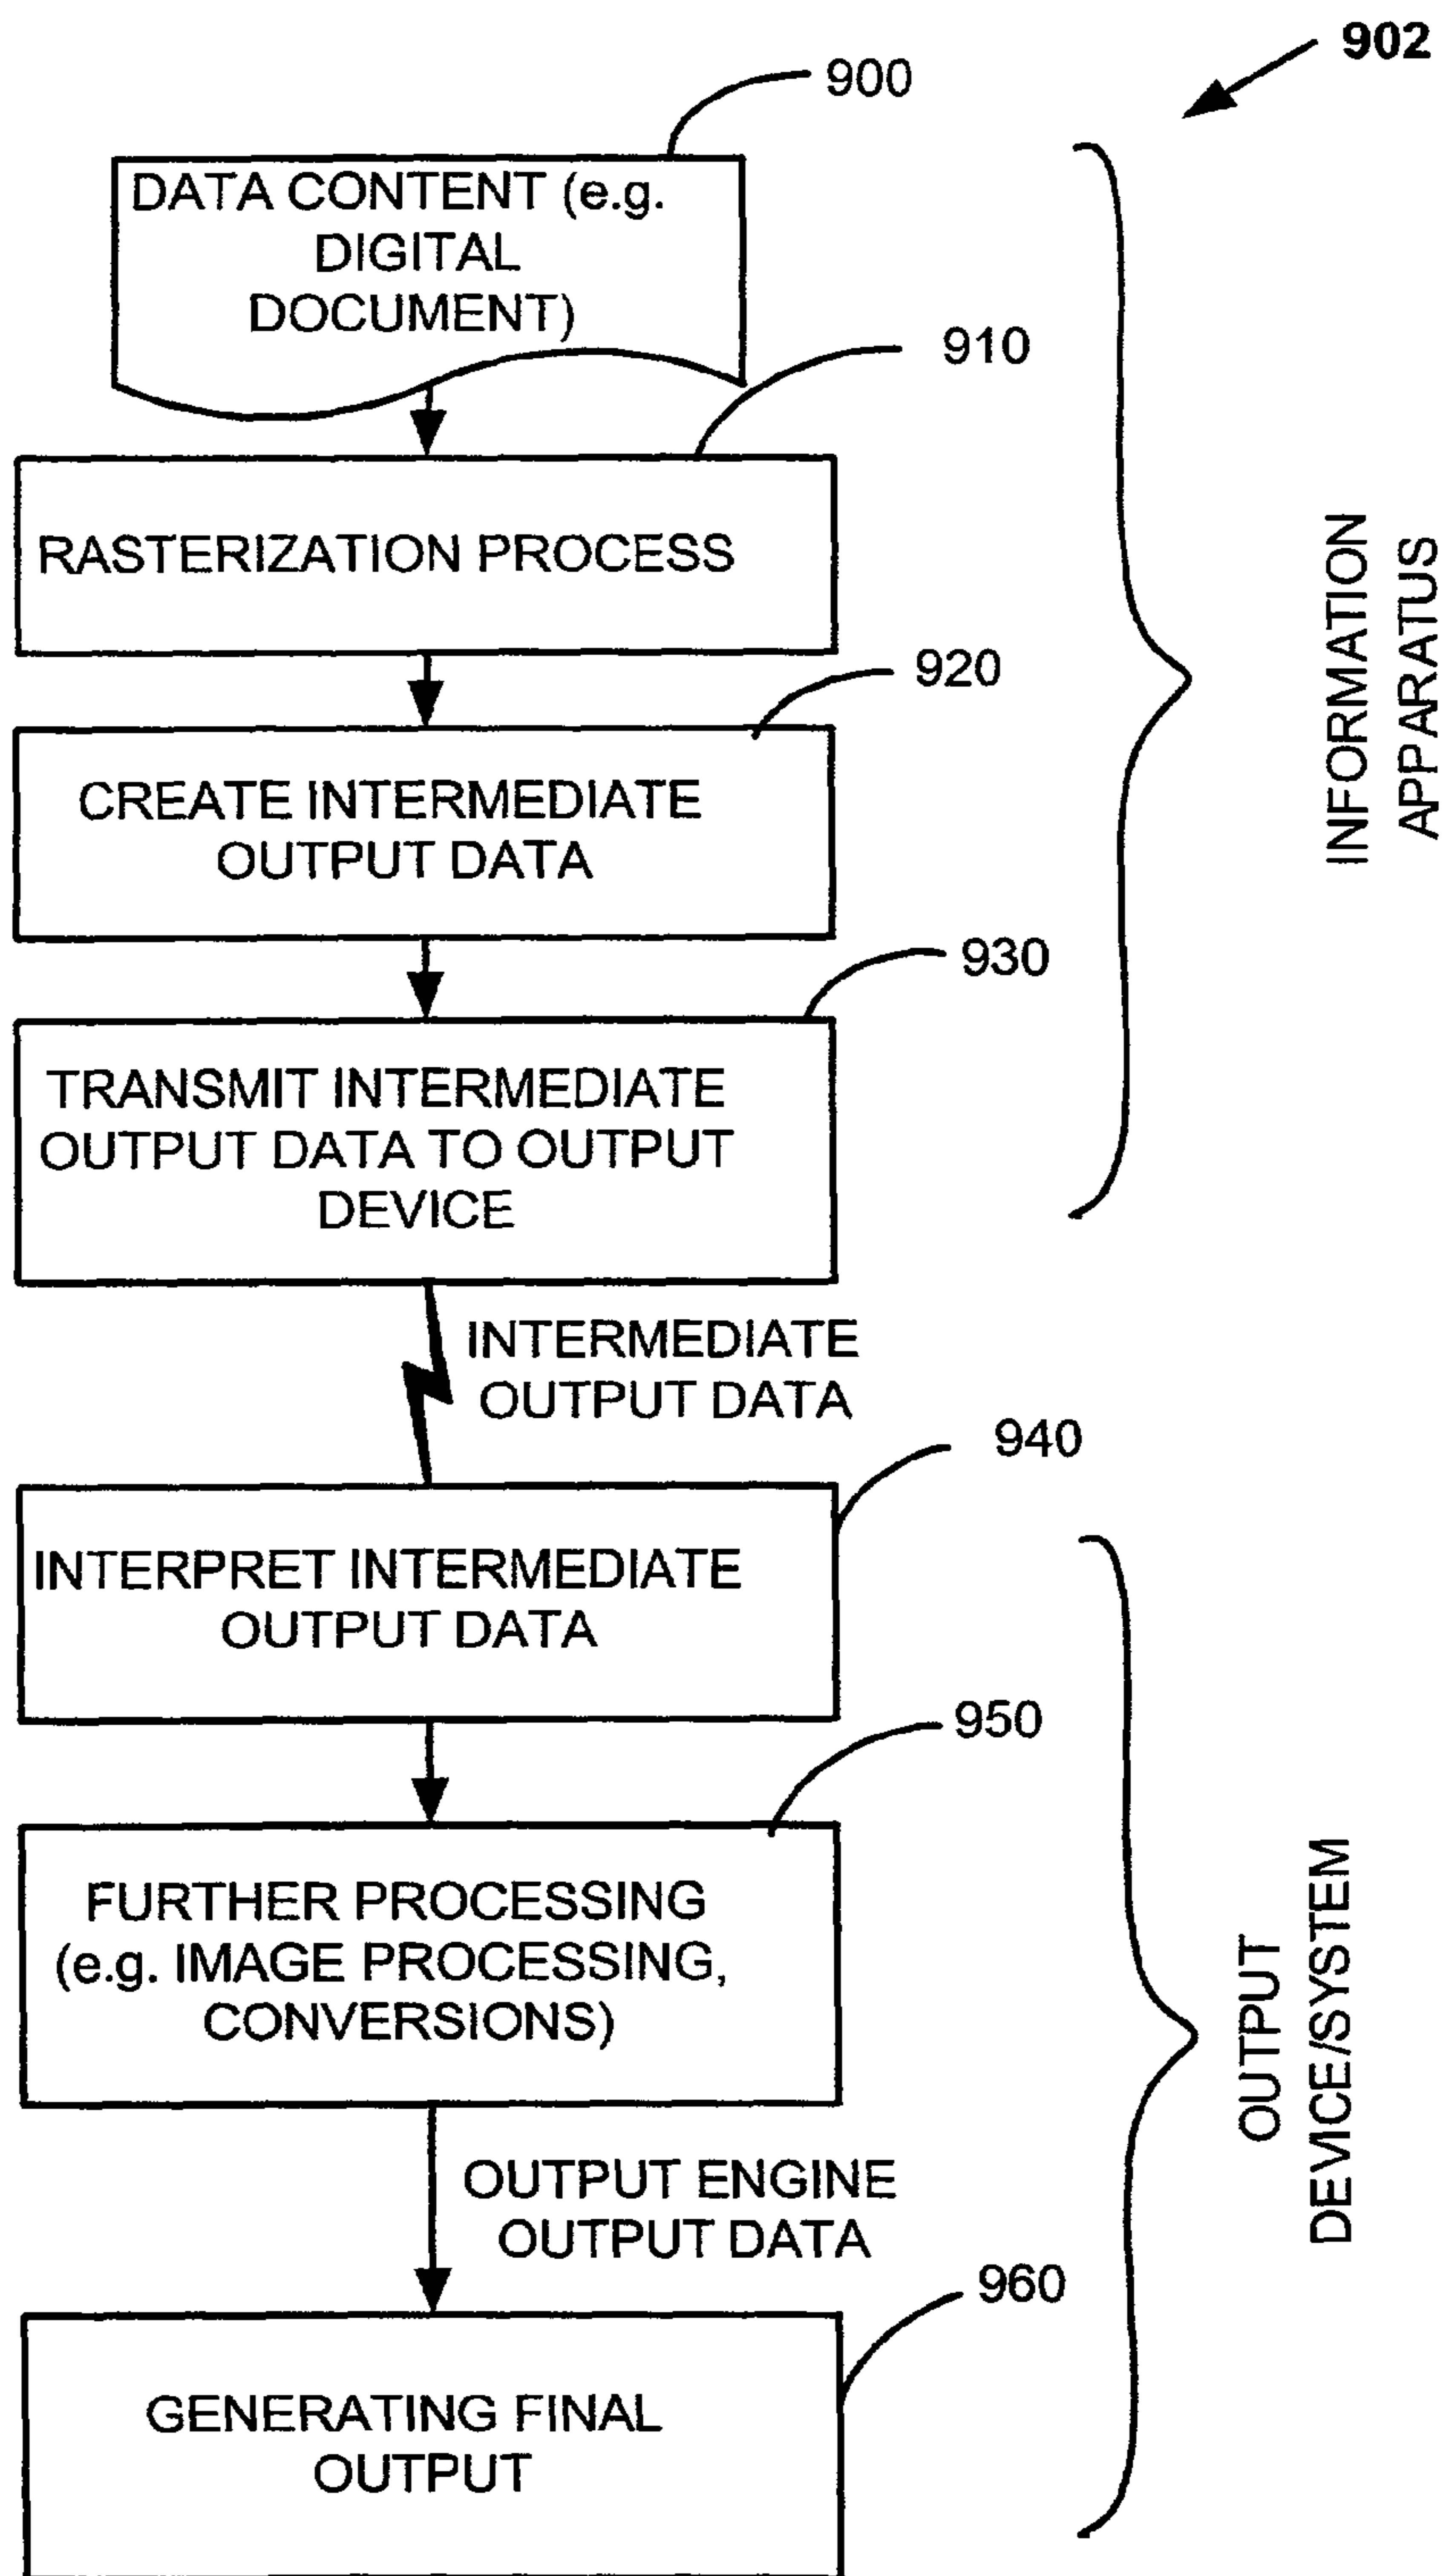 902
900
DATA CONTENT (e.g.
DIGITAL
DOCUMENT)
910
RASTERIZATION PROCESS
920
CREATE INTERMEDIATE
OUTPUT DATA
930
TRANSMIT INTERMEDIATE
OUTPUT DATA TO OUTPUT
DEVICE
INFORMATION
APPARATUS
INTERMEDIATE
OUTPUT DATA
940
INTERPRET INTERMEDIATE
OUTPUT DATA
950
FURTHER PROCESSING
(e.g. IMAGE PROCESSING,
CONVERSIONS)
OUTPUT ENGINE
OUTPUT DATA
960
GENERATING FINAL
OUTPUT
OUTPUT
DEVICE/SYSTEM